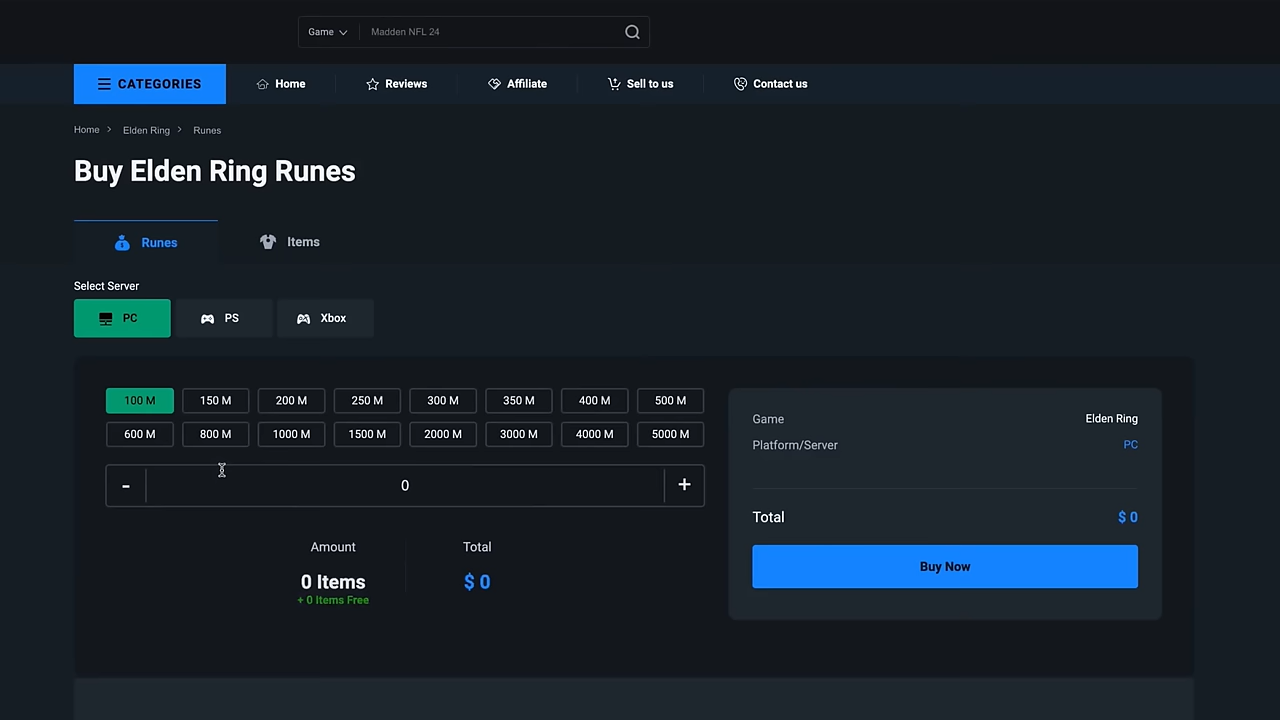 Game Madden NFL 24
CATEGORIES Home Reviews Affiliate Sell to us Contact us
Home > Elden Ring > Runes
Buy Elden Ring Runes
Runes Items
Select Server
PC PS Xbox
100 M 150 M 200 M 250 M 300 M 350 M 400 M 500 M
600 M 800 M 1000 M 1500 M 2000 M 3000 M 4000 M 5000 M
- 0 +
Amount Total
0 Items $ 0
+ 0 Items Free
Game Elden Ring
Platform/Server PC
Total $ 0
Buy Now